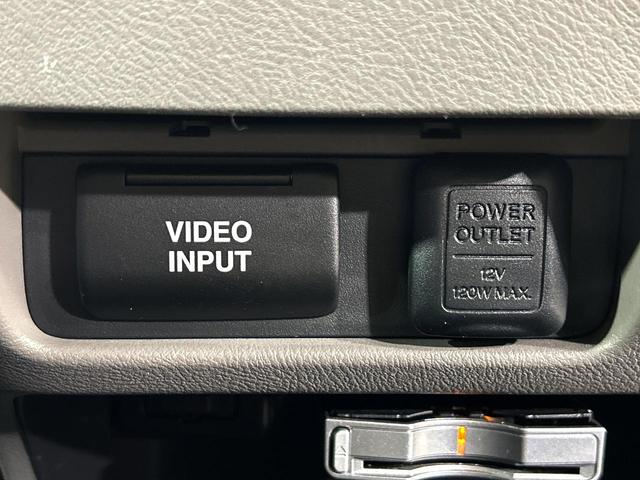 VIDEO
INPUT
POWER
OUTLET
12V
120W MAX.